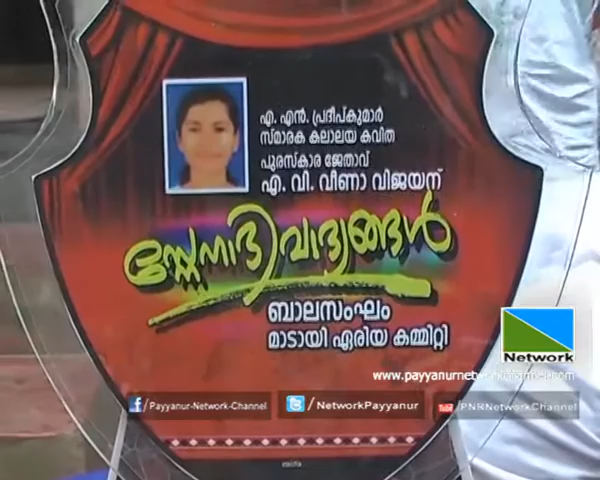 എ. എൻ. പ്രദീപ്കുമാർ
സ്മാരക കലാലയ കവിത
പുരസ്കാര ജേതാവ്
എ. വി. വീണാ വിജയന്
സ്നേഹാഭിവാദ്യങ്ങൾ
ബാലസംഘം
മാടായി ഏരിയ കമ്മിറ്റി
Network
/Payyanur-Network-Channel
/NetworkPayyanur
/PNRNetworkChannel